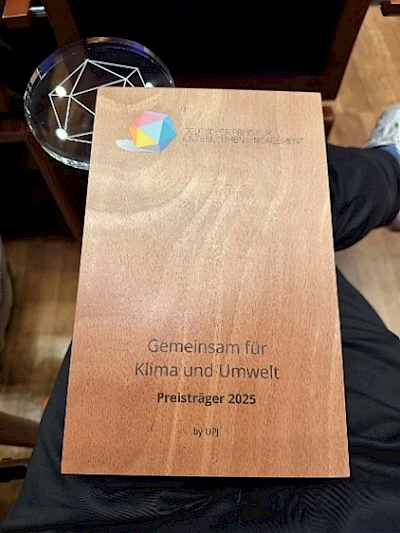 DEUTSCHER PREIS FÜR
UNTERNEHMENSENGAGEMENT
Gemeinsam für
Klima und Umwelt
Preisträger 2025
by UPJ